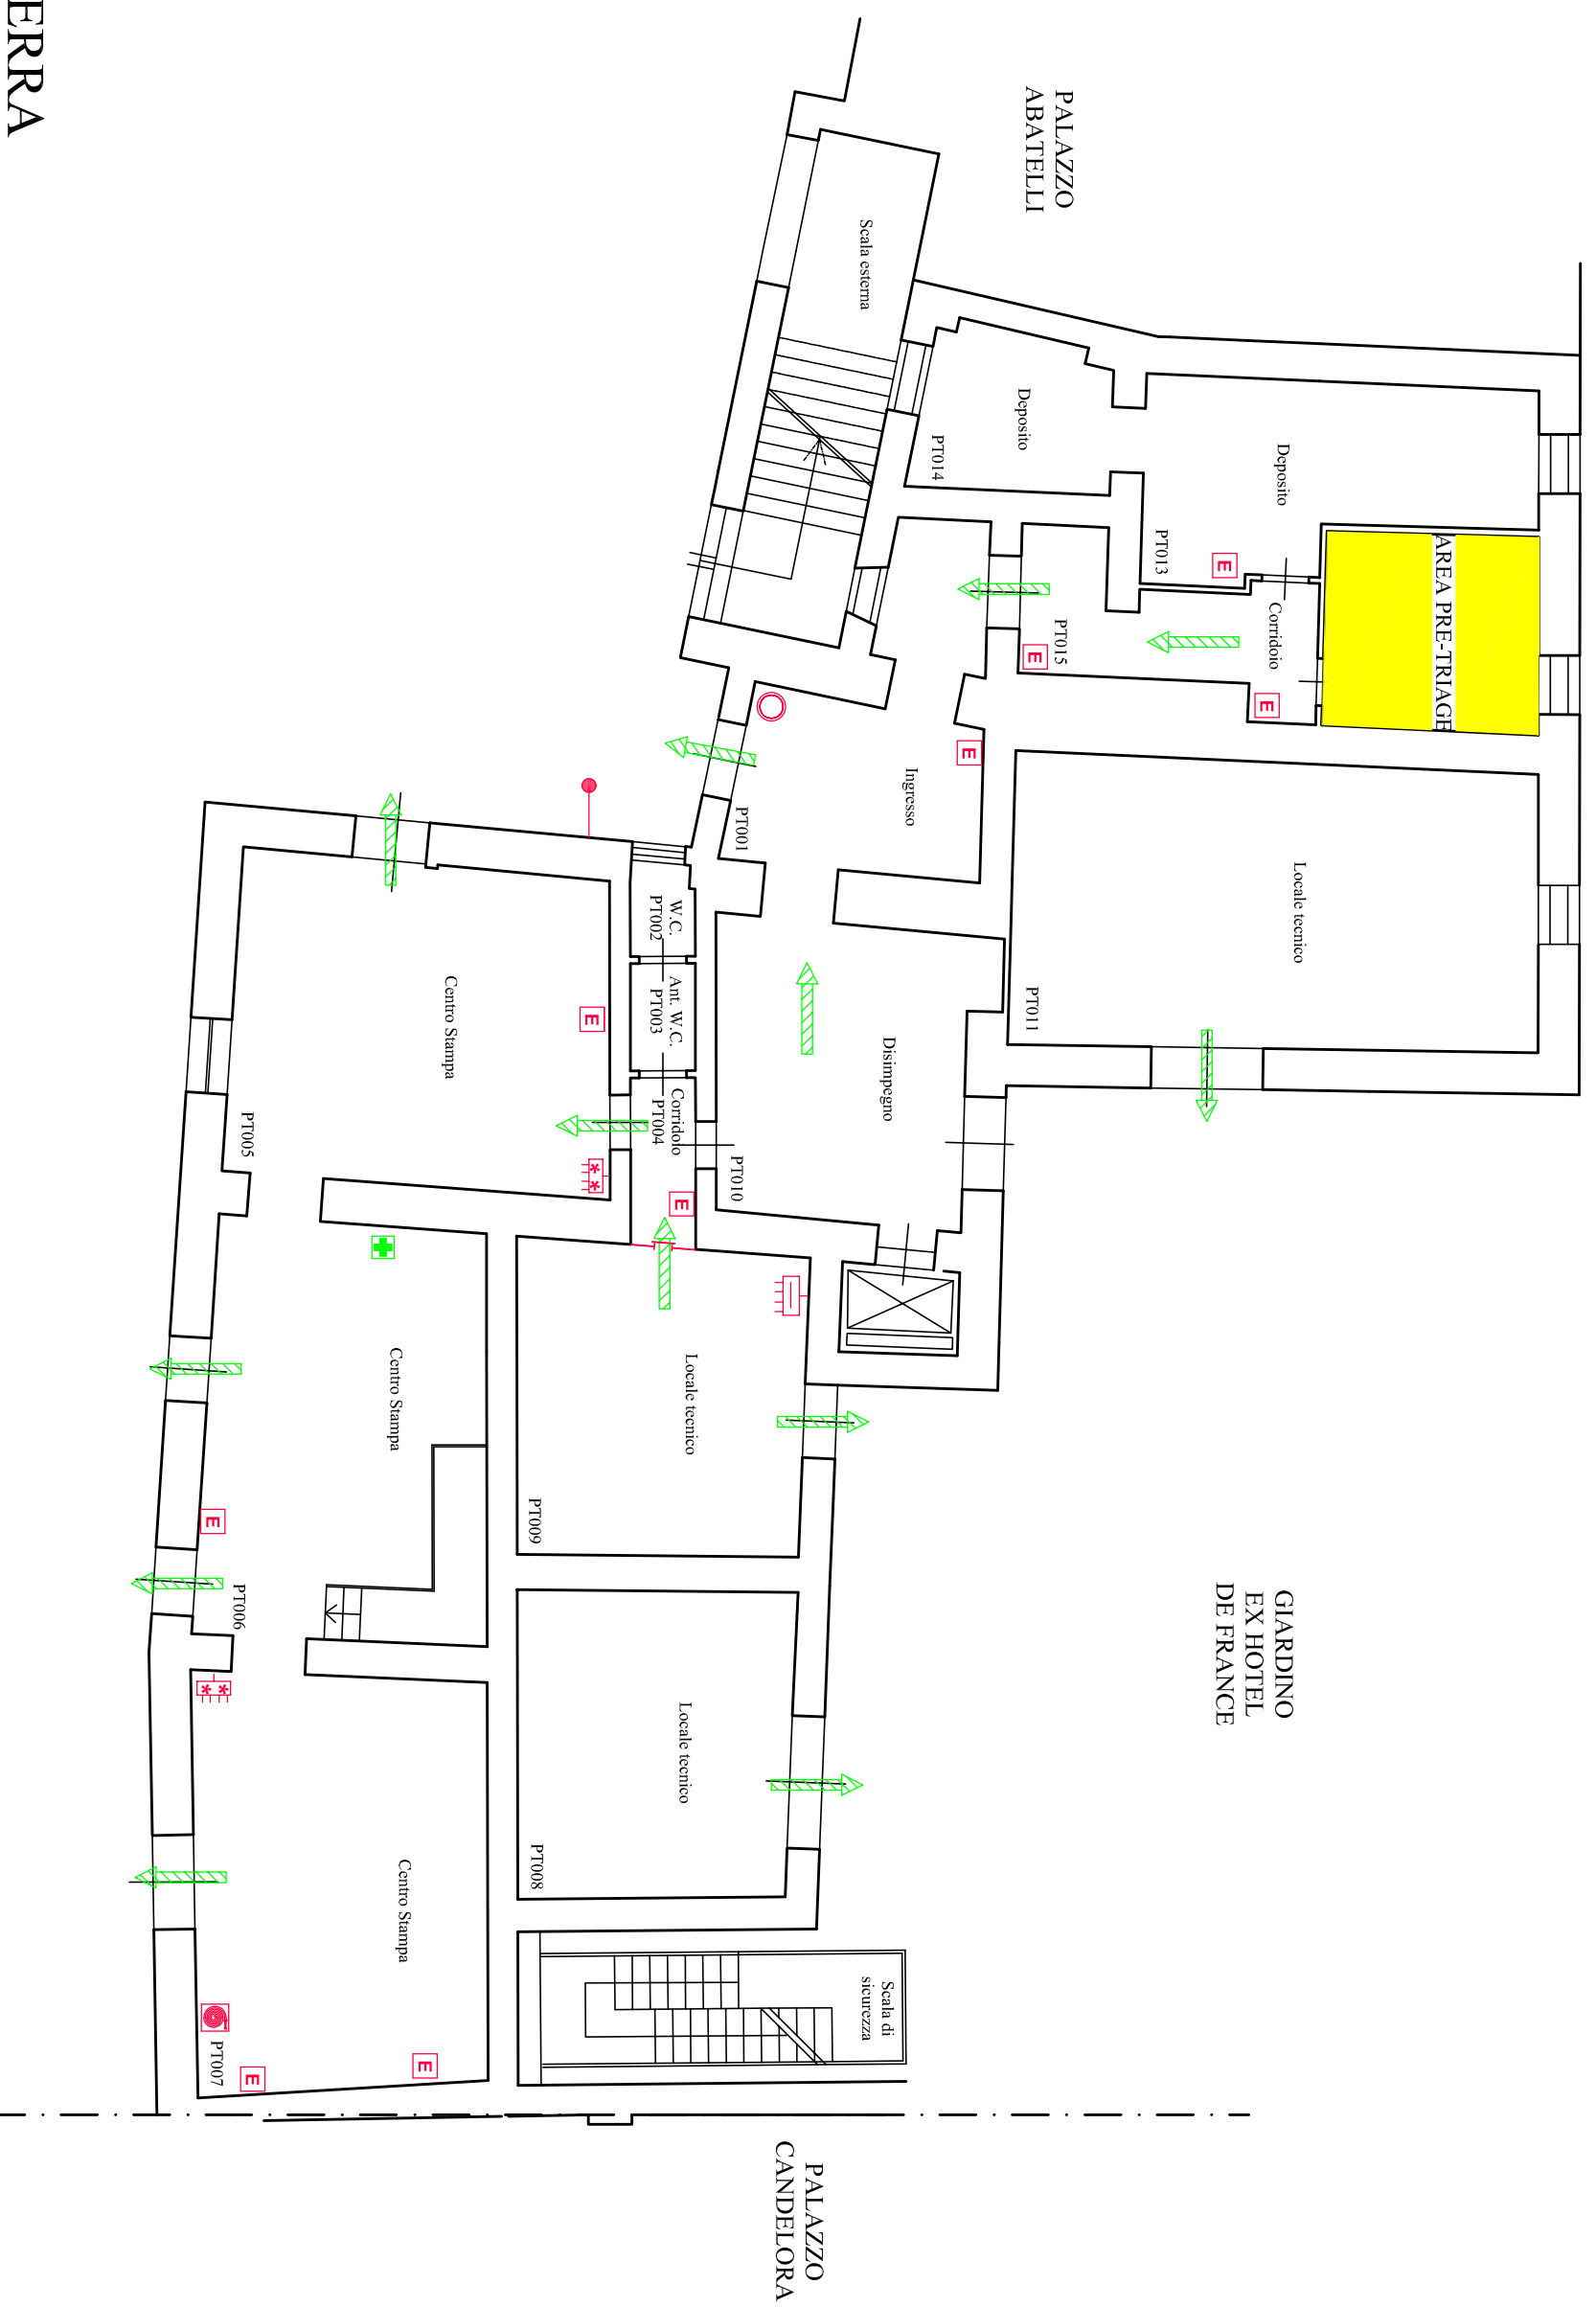 ERRA
PALAZZO
ABATELLI
Scala esterna
Deposito
PT014
Deposito
PT013
AREA PRE-TRIAGE
Corridoio
PT015
E
E
E
E
Ingresso
PT001
Locale tecnico
PT011
W.C.
PT002
Ant. W.C.
PT003
Corridoio
PT004
E
Disimpegno
PT010
Centro Stampa
PT005
E
Centro Stampa
PT006
E
Locale tecnico
PT009
Locale tecnico
PT008
Centro Stampa
PT007
E
E
Scala di
sicurezza
GIARDINO
EX HOTEL
DE FRANCE
PALAZZO
CANDELORA